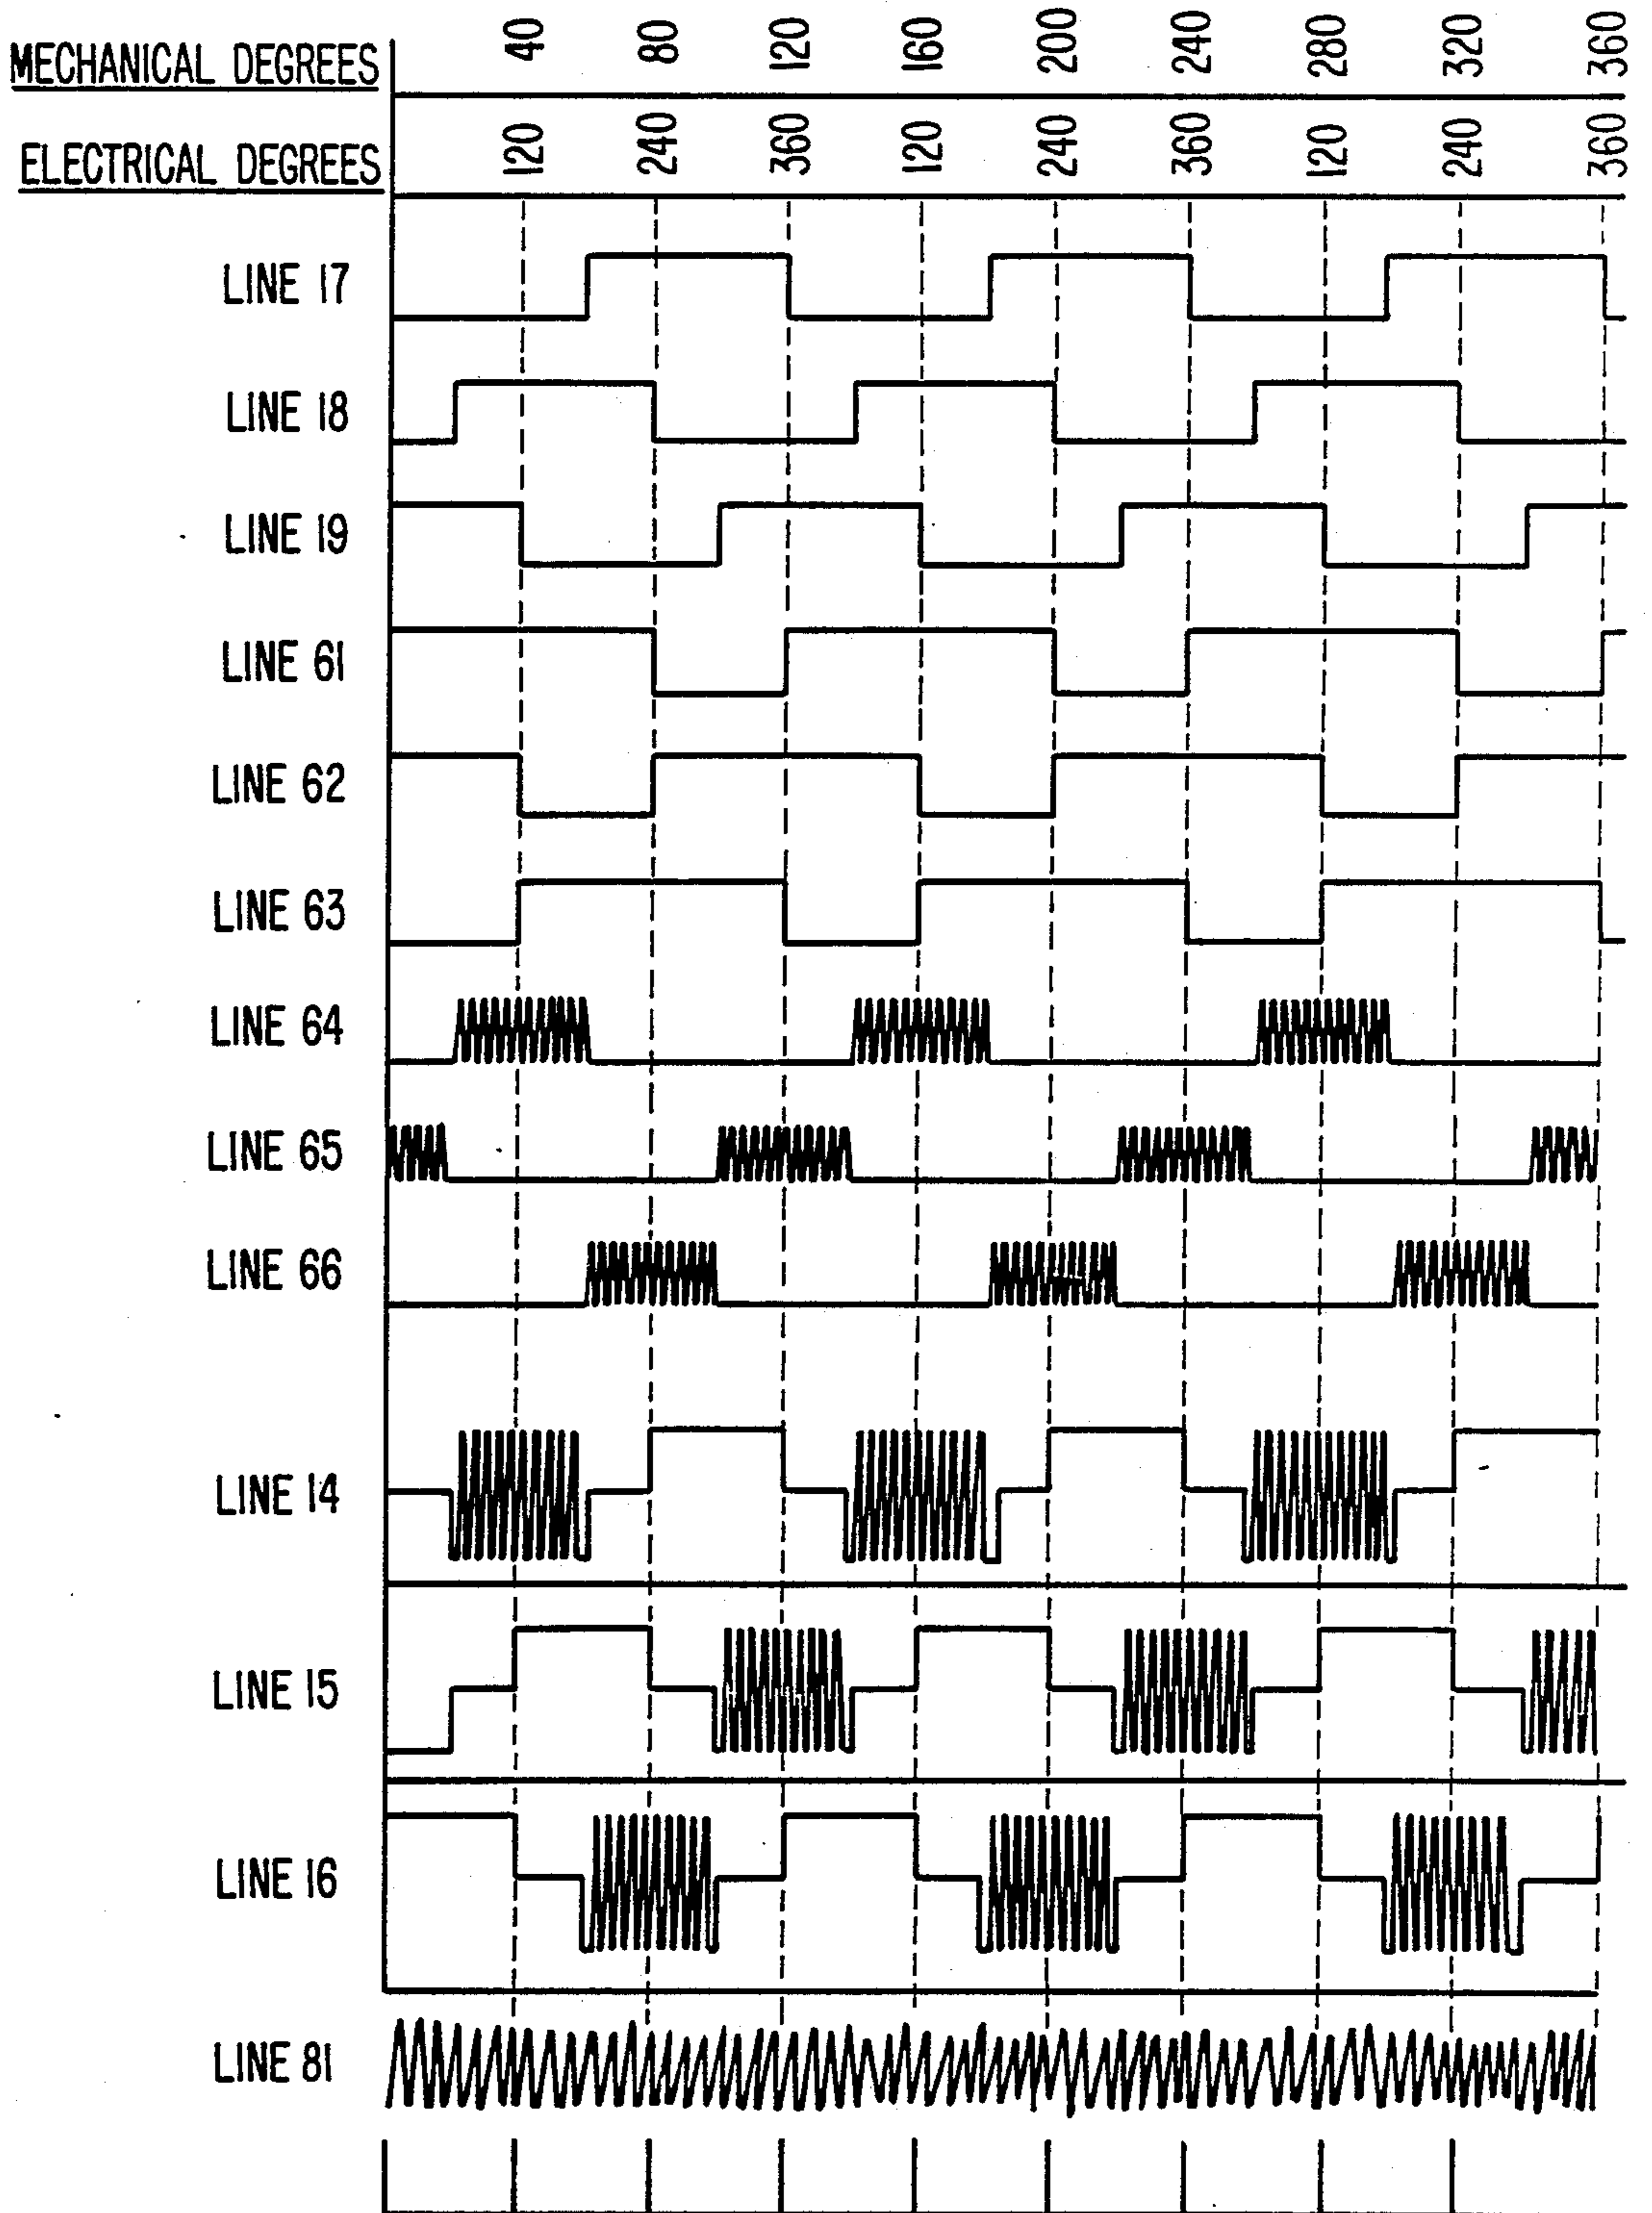 MECHANICAL DEGREES 40 80 120 160 200 240 280 320 360
ELECTRICAL DEGREES 120 240 360 120 240 360 120 240 360
LINE 17
LINE 18
LINE 19
LINE 61
LINE 62
LINE 63
LINE 64
LINE 65
LINE 66
LINE 14
LINE 15
LINE 16
LINE 81